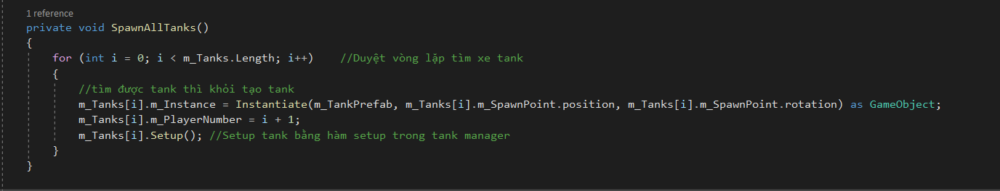 1 reference
private void SpawnAllTanks()
{
for (int i = 0; i < m_Tanks.Length; i++) //Duyệt vòng lặp tìm xe tank
{
//tìm được tank thì khỏi tạo tank
m_Tanks[i].m_Instance = Instantiate(m_TankPrefab, m_Tanks[i].m_SpawnPoint.position, m_Tanks[i].m_SpawnPoint.rotation) as GameObject;
m_Tanks[i].m_PlayerNumber = i + 1;
m_Tanks[i].Setup(); //Setup tank bằng hàm setup trong tank manager
}
}